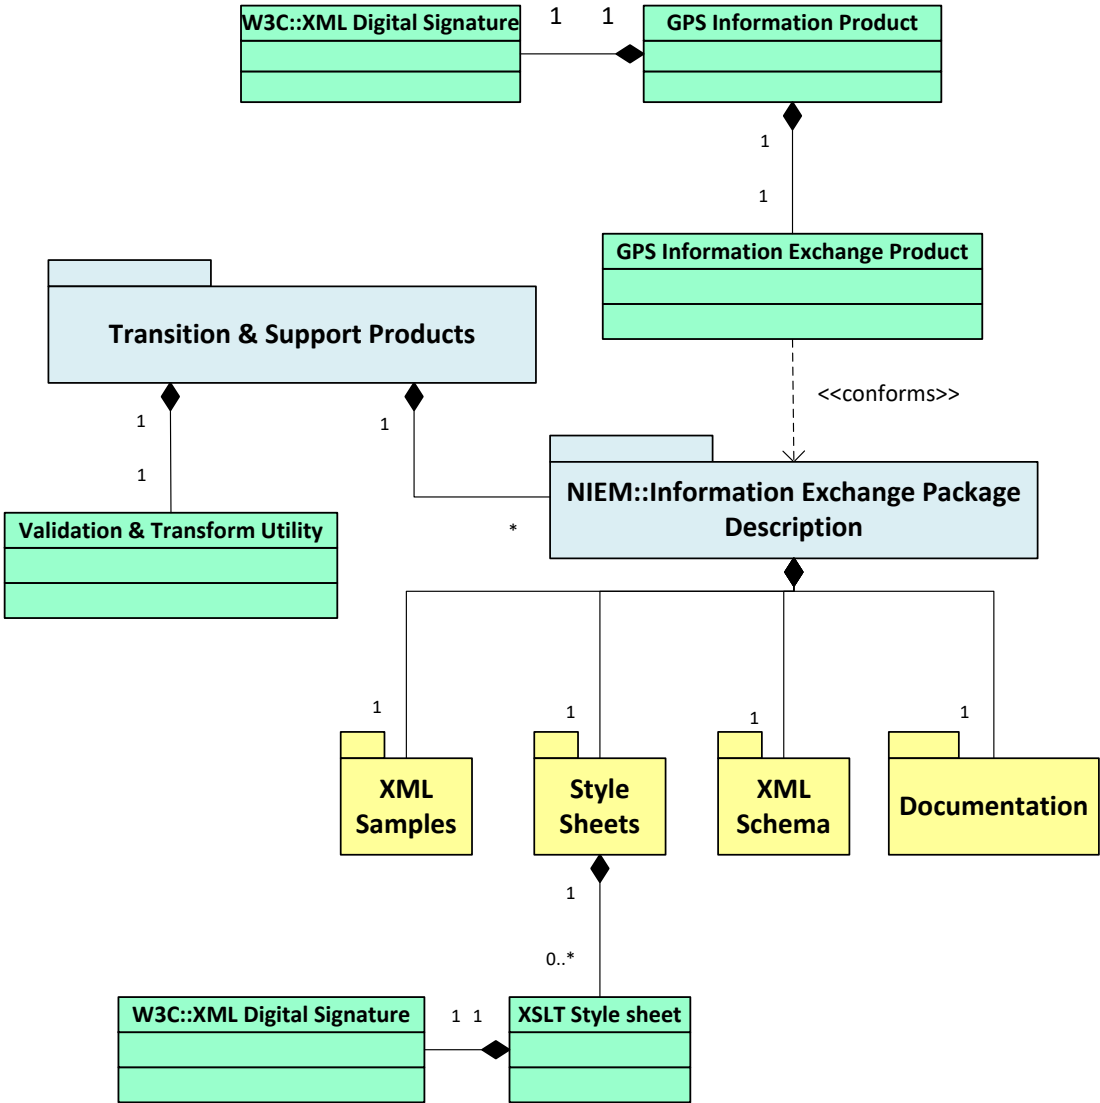 W3C::XML Digital Signature
1 1
GPS Information Product
1
1
GPS Information Exchange Product
Transition & Support Products
<<conforms>>
1
1
1
NIEM::Information Exchange Package
Description
*
Validation & Transform Utility
1
1
1
1
XML
Samples
Style
Sheets
XML
Schema
Documentation
1
0..*
W3C::XML Digital Signature
1 1
XSLT Style sheet